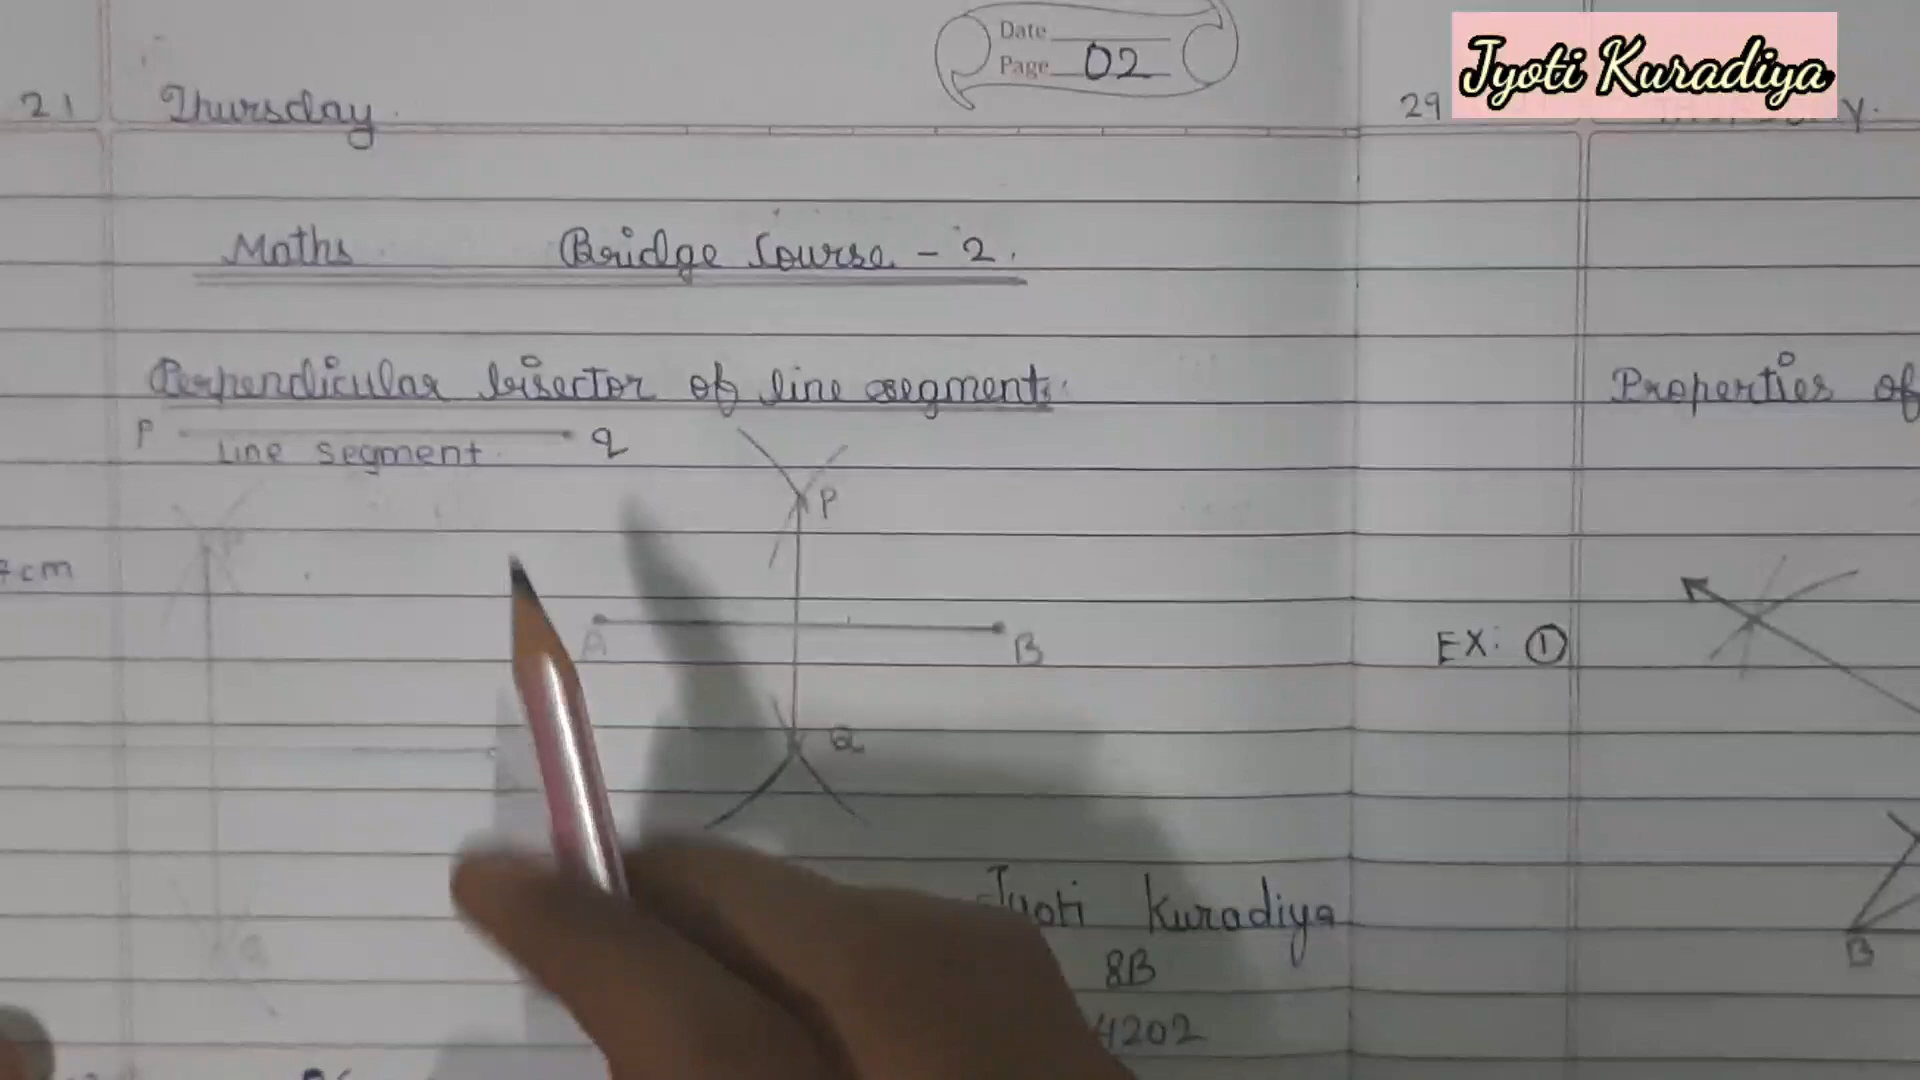 Date
Page 02
Jyoti Kuradiya
21 Thursday.
29
y.
Maths Bridge Course - 2.
Perpendicular bisector of line segment:
Properties of
P Line segment. q
P
7 cm
A B
EX: ①
Q
Q
B
Jyoti Kuradiya
8B
4202